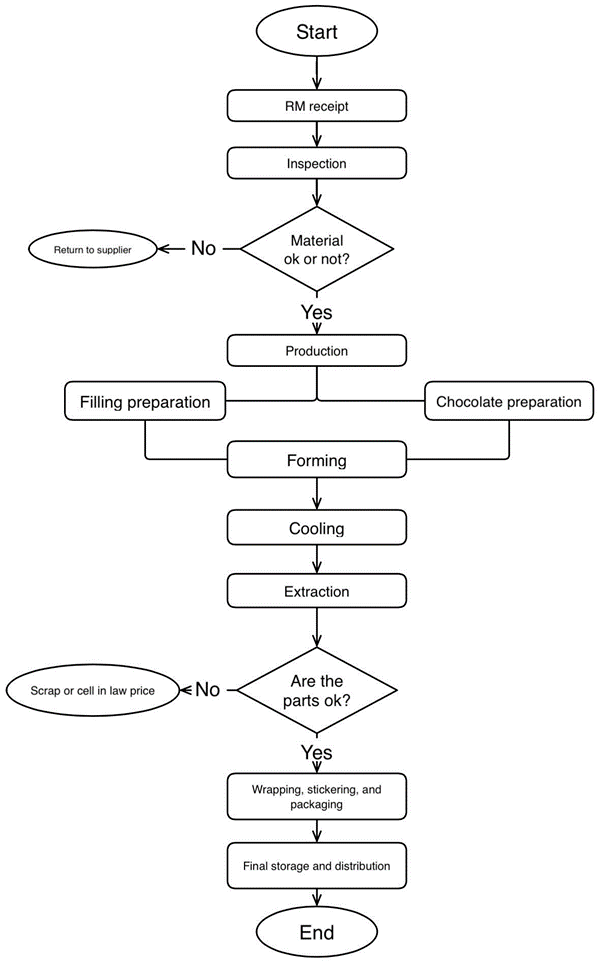 Start
RM receipt
Inspection
Material
ok or not?
No
Return to supplier
Yes
Production
Filling preparation
Chocolate preparation
Forming
Cooling
Extraction
Are the
parts ok?
No
Scrap or cell in law price
Yes
Wrapping, stickering, and
packaging
Final storage and distribution
End